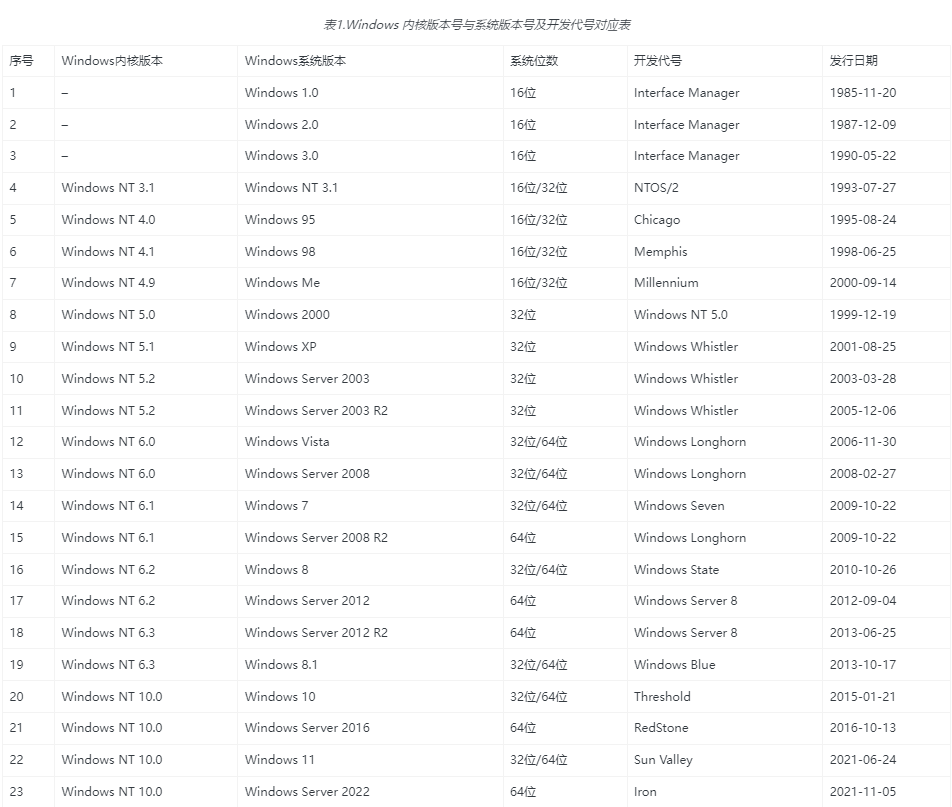 表1.Windows 内核版本号与系统版本号及开发代号对应表
序号 Windows内核版本 Windows系统版本 系统位数 开发代号 发行日期
1 – Windows 1.0 16位 Interface Manager 1985-11-20
2 – Windows 2.0 16位 Interface Manager 1987-12-09
3 – Windows 3.0 16位 Interface Manager 1990-05-22
4 Windows NT 3.1 Windows NT 3.1 16位/32位 NTOS/2 1993-07-27
5 Windows NT 4.0 Windows 95 16位/32位 Chicago 1995-08-24
6 Windows NT 4.1 Windows 98 16位/32位 Memphis 1998-06-25
7 Windows NT 4.9 Windows Me 16位/32位 Millennium 2000-09-14
8 Windows NT 5.0 Windows 2000 32位 Windows NT 5.0 1999-12-19
9 Windows NT 5.1 Windows XP 32位 Windows Whistler 2001-08-25
10 Windows NT 5.2 Windows Server 2003 32位 Windows Whistler 2003-03-28
11 Windows NT 5.2 Windows Server 2003 R2 32位 Windows Whistler 2005-12-06
12 Windows NT 6.0 Windows Vista 32位/64位 Windows Longhorn 2006-11-30
13 Windows NT 6.0 Windows Server 2008 32位/64位 Windows Longhorn 2008-02-27
14 Windows NT 6.1 Windows 7 32位/64位 Windows Seven 2009-10-22
15 Windows NT 6.1 Windows Server 2008 R2 64位 Windows Longhorn 2009-10-22
16 Windows NT 6.2 Windows 8 32位/64位 Windows State 2010-10-26
17 Windows NT 6.2 Windows Server 2012 64位 Windows Server 8 2012-09-04
18 Windows NT 6.3 Windows Server 2012 R2 64位 Windows Server 8 2013-06-25
19 Windows NT 6.3 Windows 8.1 32位/64位 Windows Blue 2013-10-17
20 Windows NT 10.0 Windows 10 32位/64位 Threshold 2015-01-21
21 Windows NT 10.0 Windows Server 2016 64位 RedStone 2016-10-13
22 Windows NT 10.0 Windows 11 32位/64位 Sun Valley 2021-06-24
23 Windows NT 10.0 Windows Server 2022 64位 Iron 2021-11-05